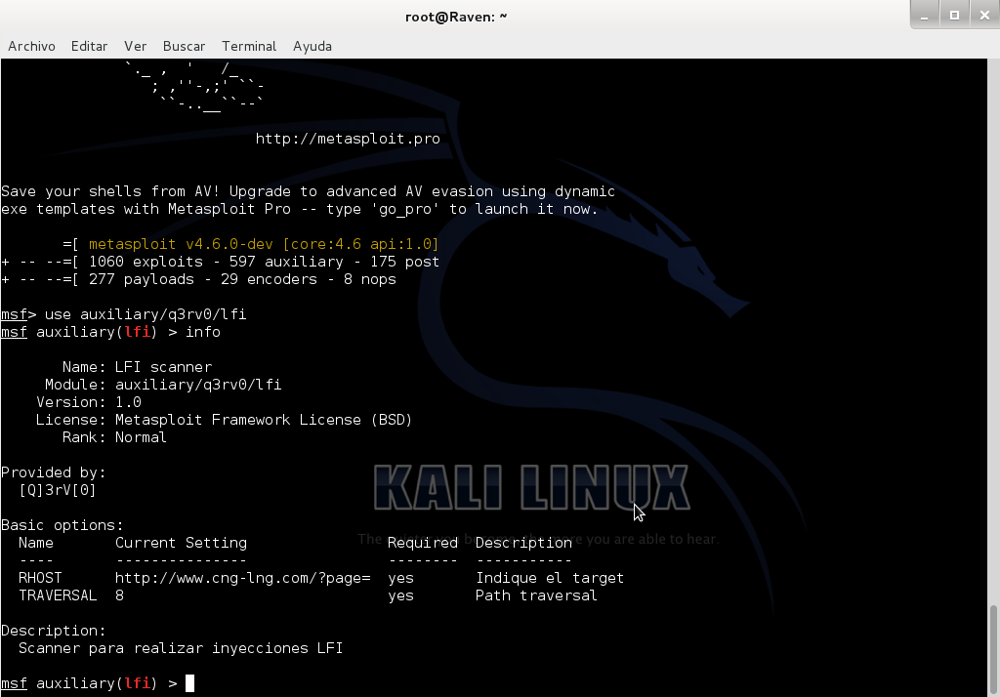 root@Raven: ~
Archivo Editar Ver Buscar Terminal Ayuda
http://metasploit.pro
Save your shells from AV! Upgrade to advanced AV evasion using dynamic
exe templates with Metasploit Pro -- type 'go_pro' to launch it now.
=[ metasploit v4.6.0-dev [core:4.6 api:1.0]
+ -- --=[ 1060 exploits - 597 auxiliary - 175 post
+ -- --=[ 277 payloads - 29 encoders - 8 nops
msf> use auxiliary/q3rv0/lfi
msf auxiliary(lfi) > info
Name: LFI scanner
Module: auxiliary/q3rv0/lfi
Version: 1.0
License: Metasploit Framework License (BSD)
Rank: Normal
Provided by:
[Q]3rV[0]
KALI LINUX
Basic options:
Name Current Setting Required Description
The you be the more you are able to hear.
---- --------------- -------- -----------
RHOST http://www.cng-lng.com/?page= yes Indique el target
TRAVERSAL 8 yes Path traversal
Description:
Scanner para realizar inyecciones LFI
msf auxiliary(lfi) >